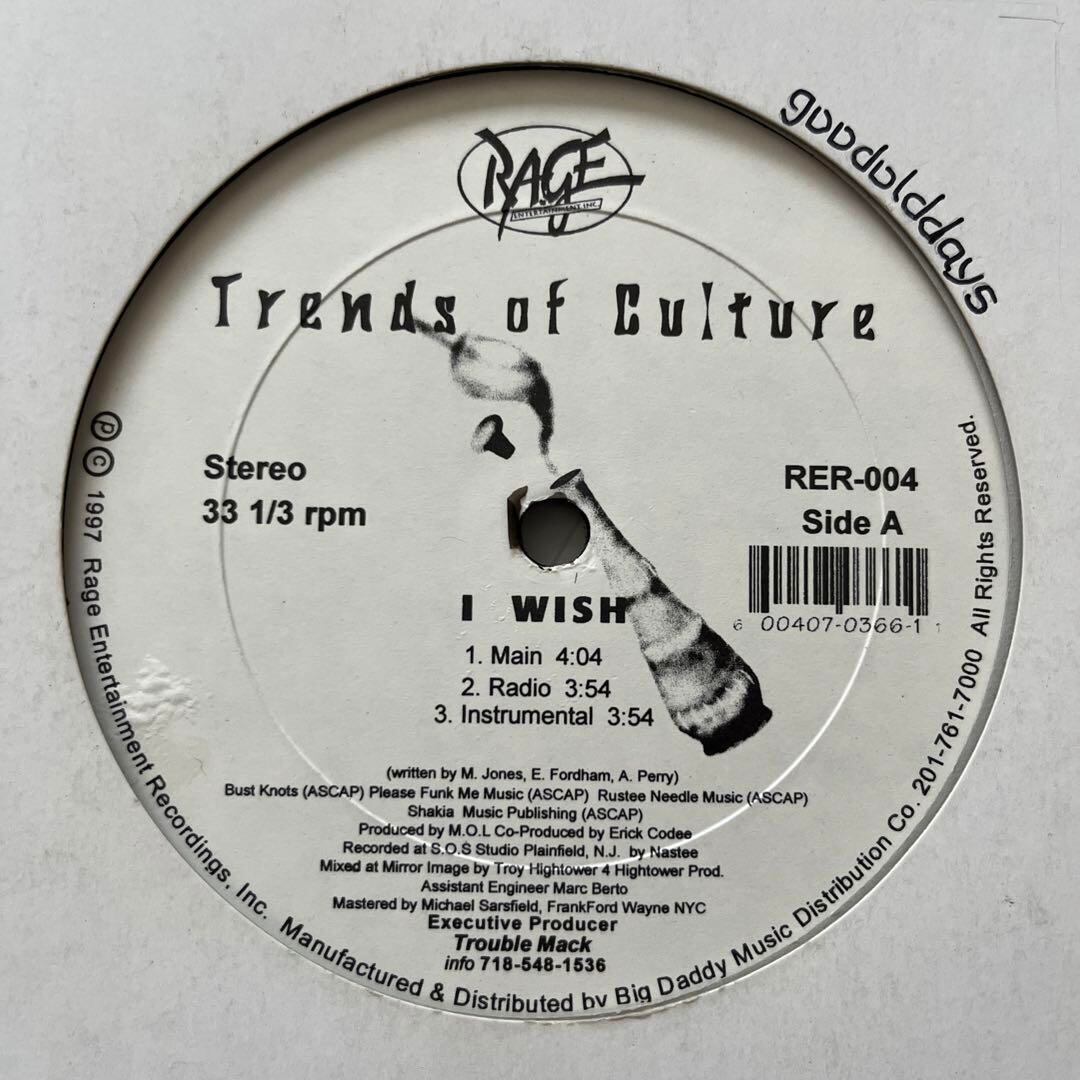 RAGE
ENTERTAINMENT, INC.
gooodolddays
Trends of Culture
Stereo
33 1/3 rpm
RER-004
Side A
6 00407-0366-1 1
I WISH
1. Main 4:04
2. Radio 3:54
3. Instrumental 3:54
(written by M. Jones, E. Fordham, A. Perry)
Bust Knots (ASCAP) Please Funk Me Music (ASCAP) Rustee Needle Music (ASCAP)
Shakia Music Publishing (ASCAP)
Produced by M.O.L Co-Produced by Erick Codee
Recorded at S.O.S Studio Plainfield, N.J. by Nastee
Mixed at Mirror Image by Troy Hightower 4 Hightower Prod.
Assistant Engineer Marc Berto
Mastered by Michael Sarsfield, FrankFord Wayne NYC
Executive Producer
Trouble Mack
info 718-548-1536
Ⓟ © 1997 Rage Entertainment Recordings, Inc. Manufactured & Distributed by Big Daddy Music Distribution Co. 201-761-7000 All Rights Reserved.